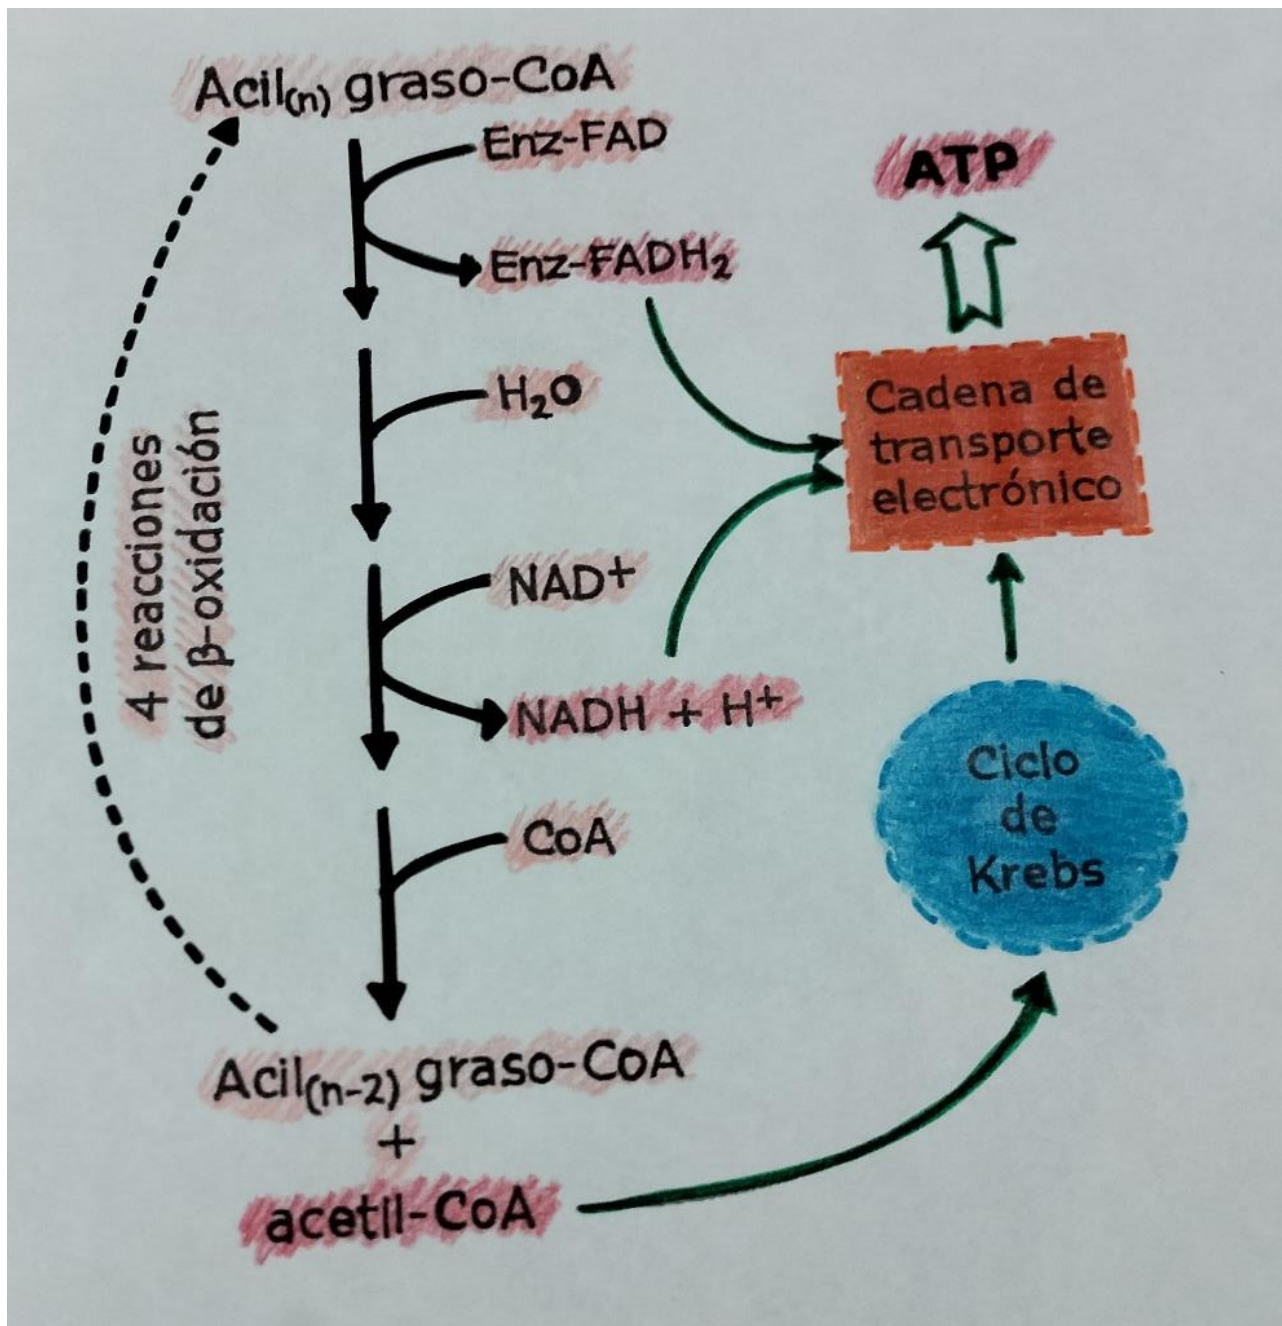 Acil(n) graso-CoA
Enz-FAD
Enz-FADH₂
H₂O
NAD+
NADH + H+
CoA
Acil(n-2) graso-CoA
+
acetil-CoA
4 reacciones
de β-oxidación
ATP
Cadena de
transporte
electrónico
Ciclo
de
Krebs